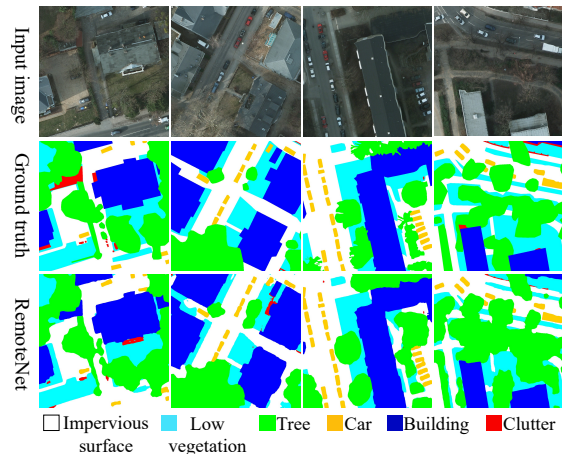 Input image
Ground truth
RemoteNet
Impervious surface
Low vegetation
Tree
Car
Building
Clutter